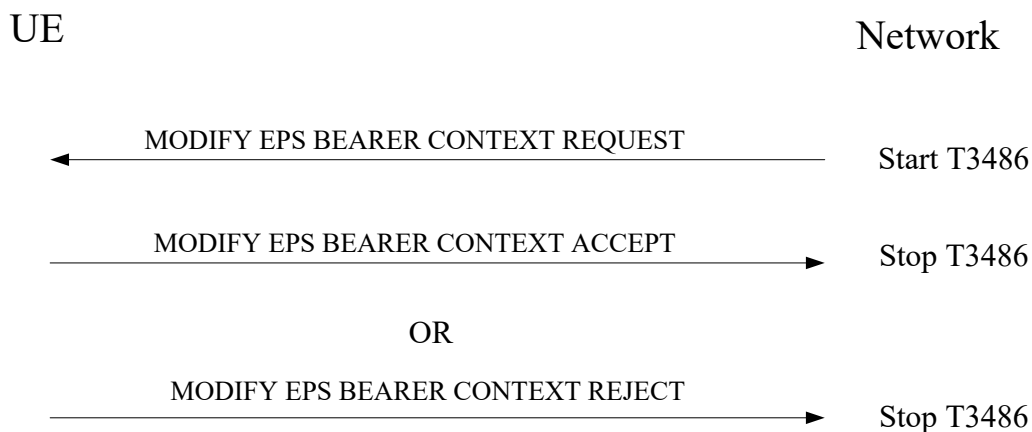 UE
Network
MODIFY EPS BEARER CONTEXT REQUEST
Start T3486
MODIFY EPS BEARER CONTEXT ACCEPT
Stop T3486
OR
MODIFY EPS BEARER CONTEXT REJECT
Stop T3486